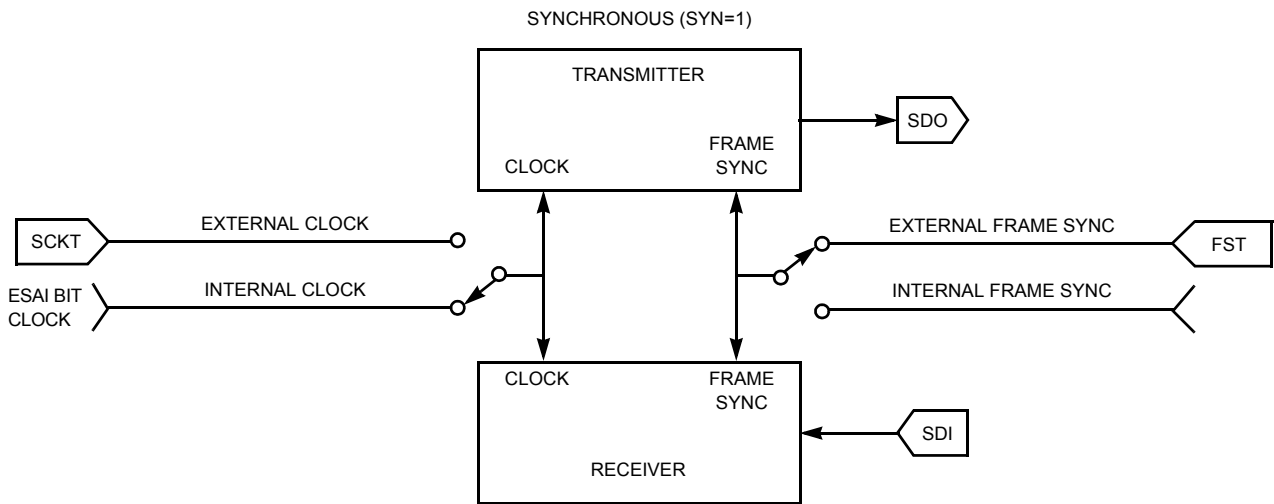 SYNCHRONOUS (SYN=1)
TRANSMITTER
SDO
CLOCK
FRAME
SYNC
SCKT
EXTERNAL CLOCK
EXTERNAL FRAME SYNC
FST
ESAI BIT
CLOCK
INTERNAL CLOCK
INTERNAL FRAME SYNC
CLOCK
FRAME
SYNC
SDI
RECEIVER